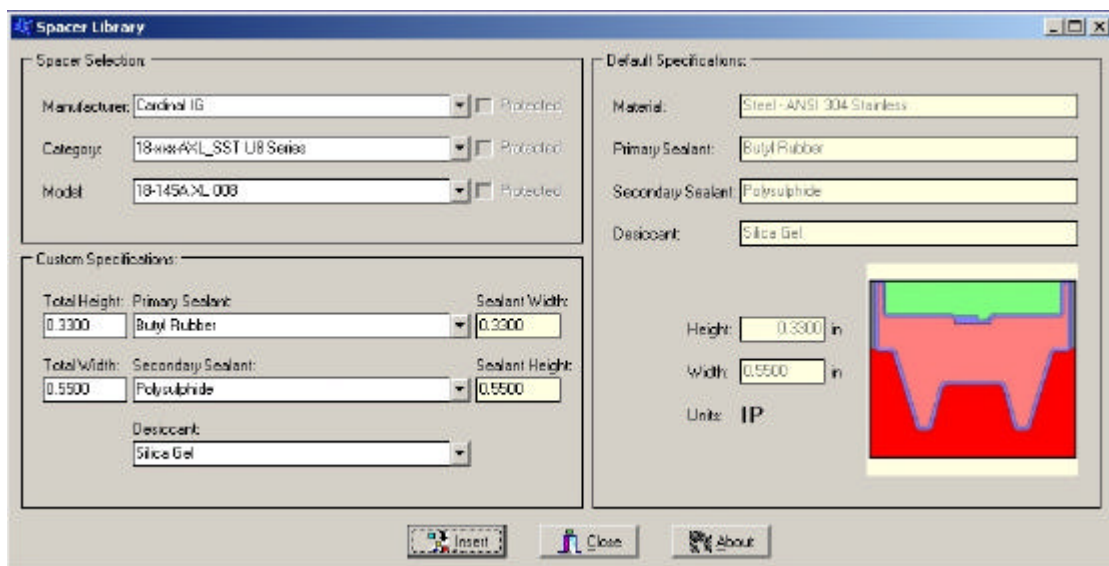 Spacer Library
Spacer Selection:
Manufacturer: Cardinal IG Protected
Category: 18-xxx-AXL_SST U8 Series Protected
Model: 18-145AXL 008 Protected
Custom Specifications:
Total Height: Primary Sealant: Sealant Width:
0.3300 Butyl Rubber 0.3300
Total Width: Secondary Sealant: Sealant Height:
0.5500 Polysulphide 0.5500
Desiccant:
Silica Gel
Default Specifications:
Material: Steel - ANSI 304 Stainless
Primary Sealant: Butyl Rubber
Secondary Sealant: Polysulphide
Desiccant: Silica Gel
Height: 0.3300 in
Width: 0.5500 in
Units: IP
Insert Close About